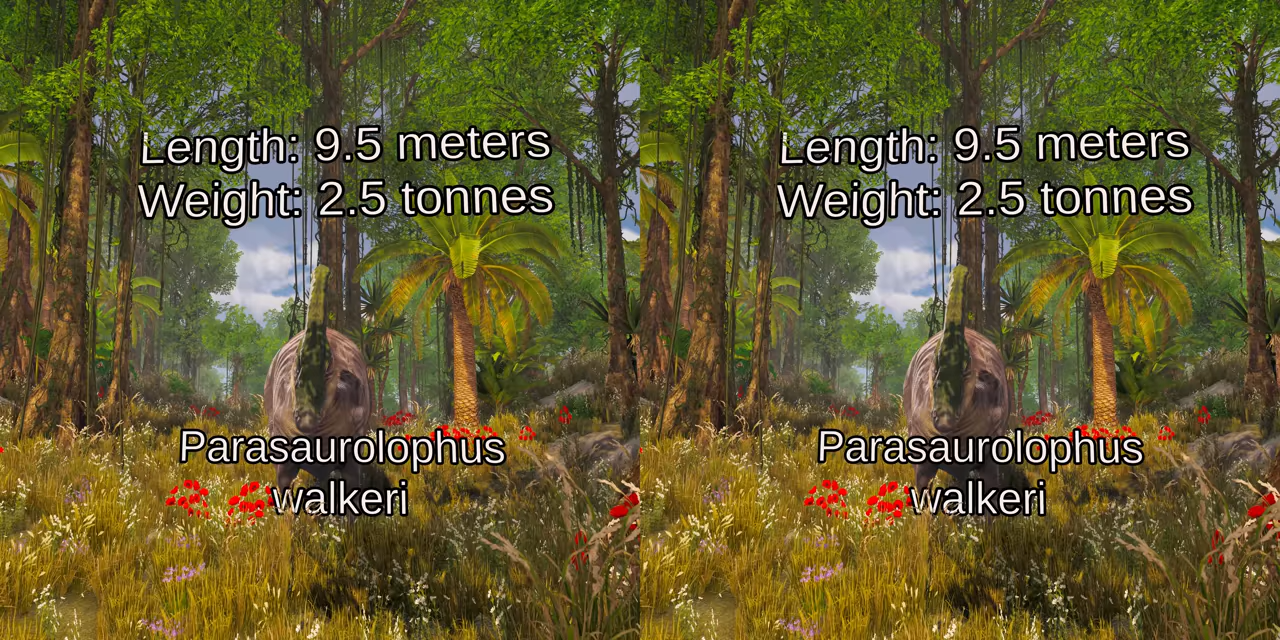 Length: 9.5 meters
Weight: 2.5 tonnes
Parasaurolophus
walkeri
Length: 9.5 meters
Weight: 2.5 tonnes
Parasaurolophus
walkeri